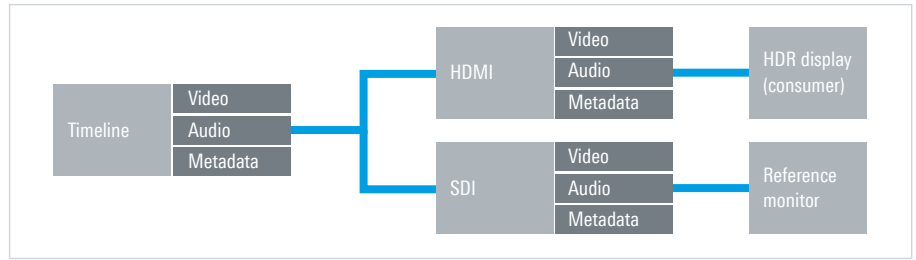 Timeline
Video
Audio
Metadata
HDMI
Video
Audio
Metadata
HDR display
(consumer)
SDI
Video
Audio
Metadata
Reference
monitor